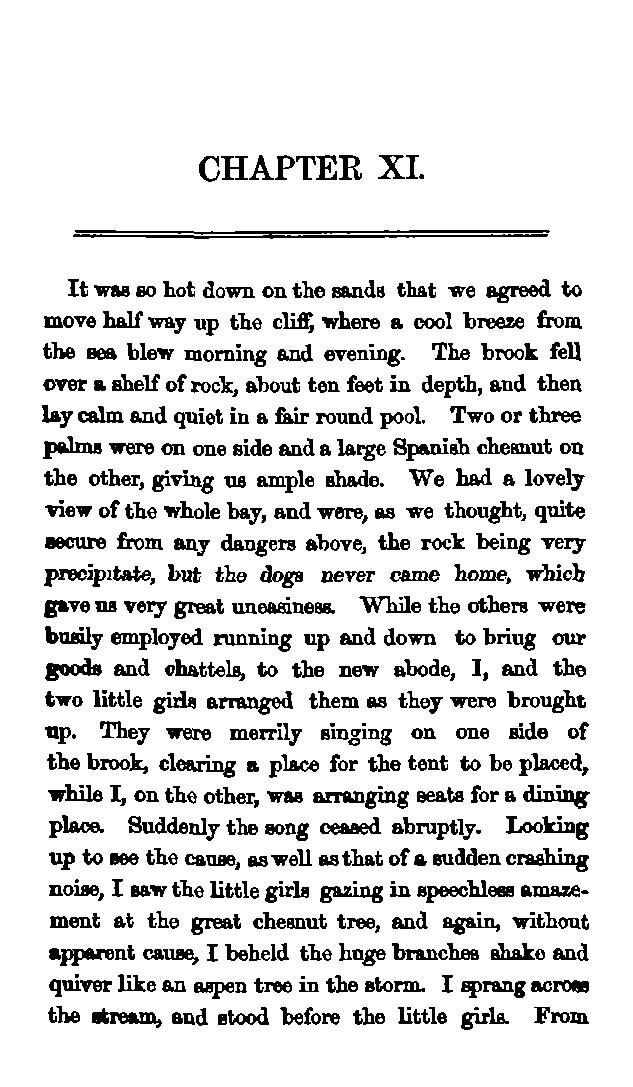 CHAPTER XI.
It was so hot down on the sands that we agreed to
move half way up the cliff, where a cool breeze from
the sea blew morning and evening. The brook fell
over a shelf of rock, about ten feet in depth, and then
lay calm and quiet in a fair round pool. Two or three
palms were on one side and a large Spanish chesnut on
the other, giving us ample shade. We had a lovely
view of the whole bay, and were, as we thought, quite
secure from any dangers above, the rock being very
precipitate, but the dogs never came home, which
gave us very great uneasiness. While the others were
busily employed running up and down to bring our
goods and chattels, to the new abode, I, and the
two little girls arranged them as they were brought
up. They were merrily singing on one side of
the brook, clearing a place for the tent to be placed,
while I, on the other, was arranging seats for a dining
place. Suddenly the song ceased abruptly. Looking
up to see the cause, as well as that of a sudden crashing
noise, I saw the little girls gazing in speechless amaze-
ment at the great chesnut tree, and again, without
apparent cause, I beheld the huge branches shake and
quiver like an aspen tree in the storm. I sprang across
the stream, and stood before the little girls. From